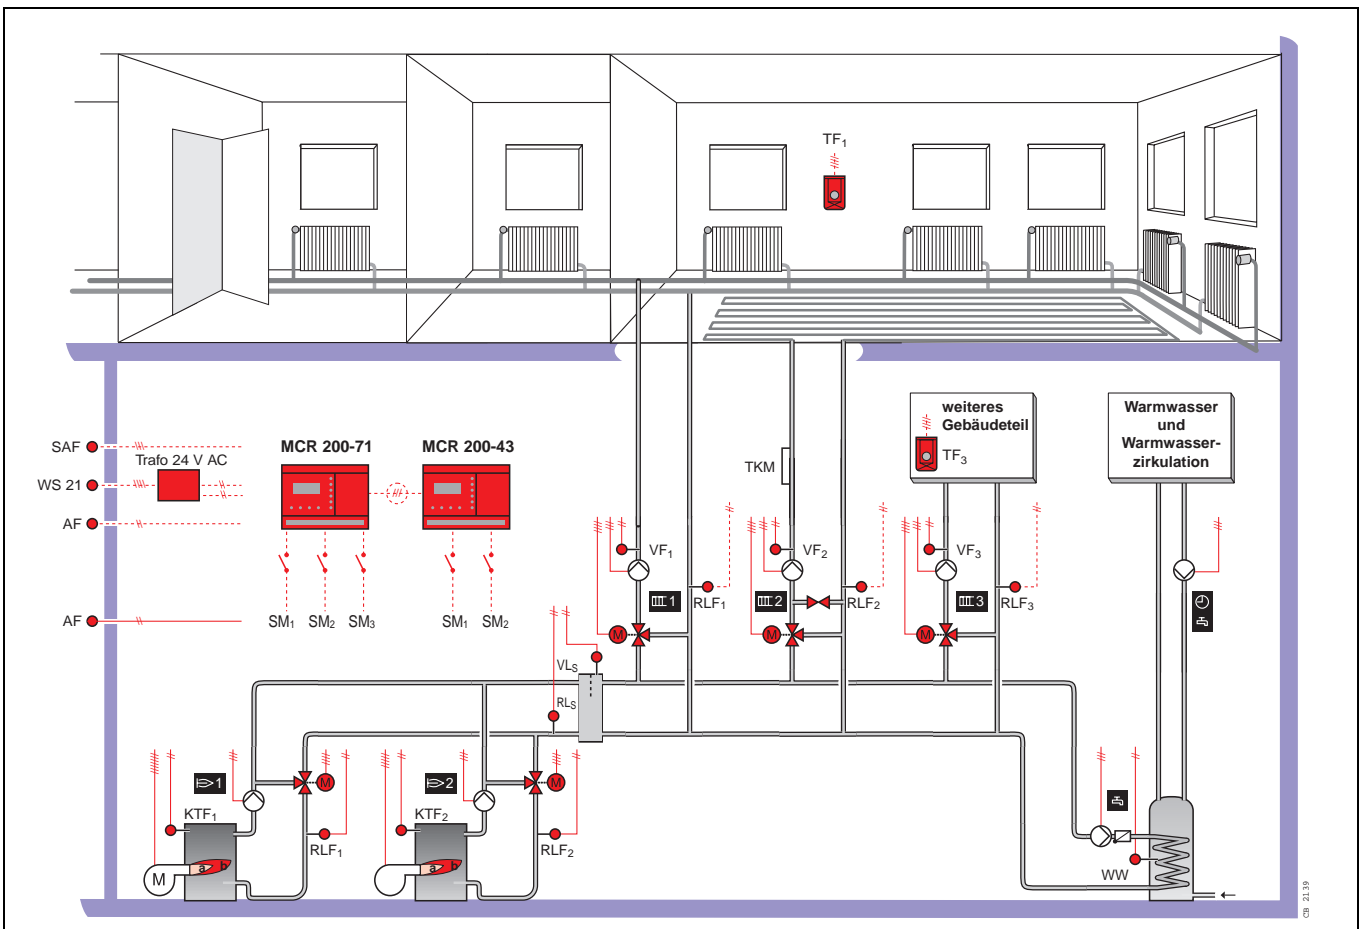 TF1
SAF
Trafo 24 V AC
WS 21
AF
AF
MCR 200-71
MCR 200-43
SM1
SM2
SM3
SM1
SM2
weiteres
Gebäudeteil
TF3
Warmwasser
und
Warmwasser-
zirkulation
TKM
VF1
VF2
VF3
1
2
3
RLF1
RLF2
RLF3
M
M
M
VLS
RLS
1
2
M
M
KTF1
KTF2
RLF1
RLF2
a b
a b
M
WW
CB 2139